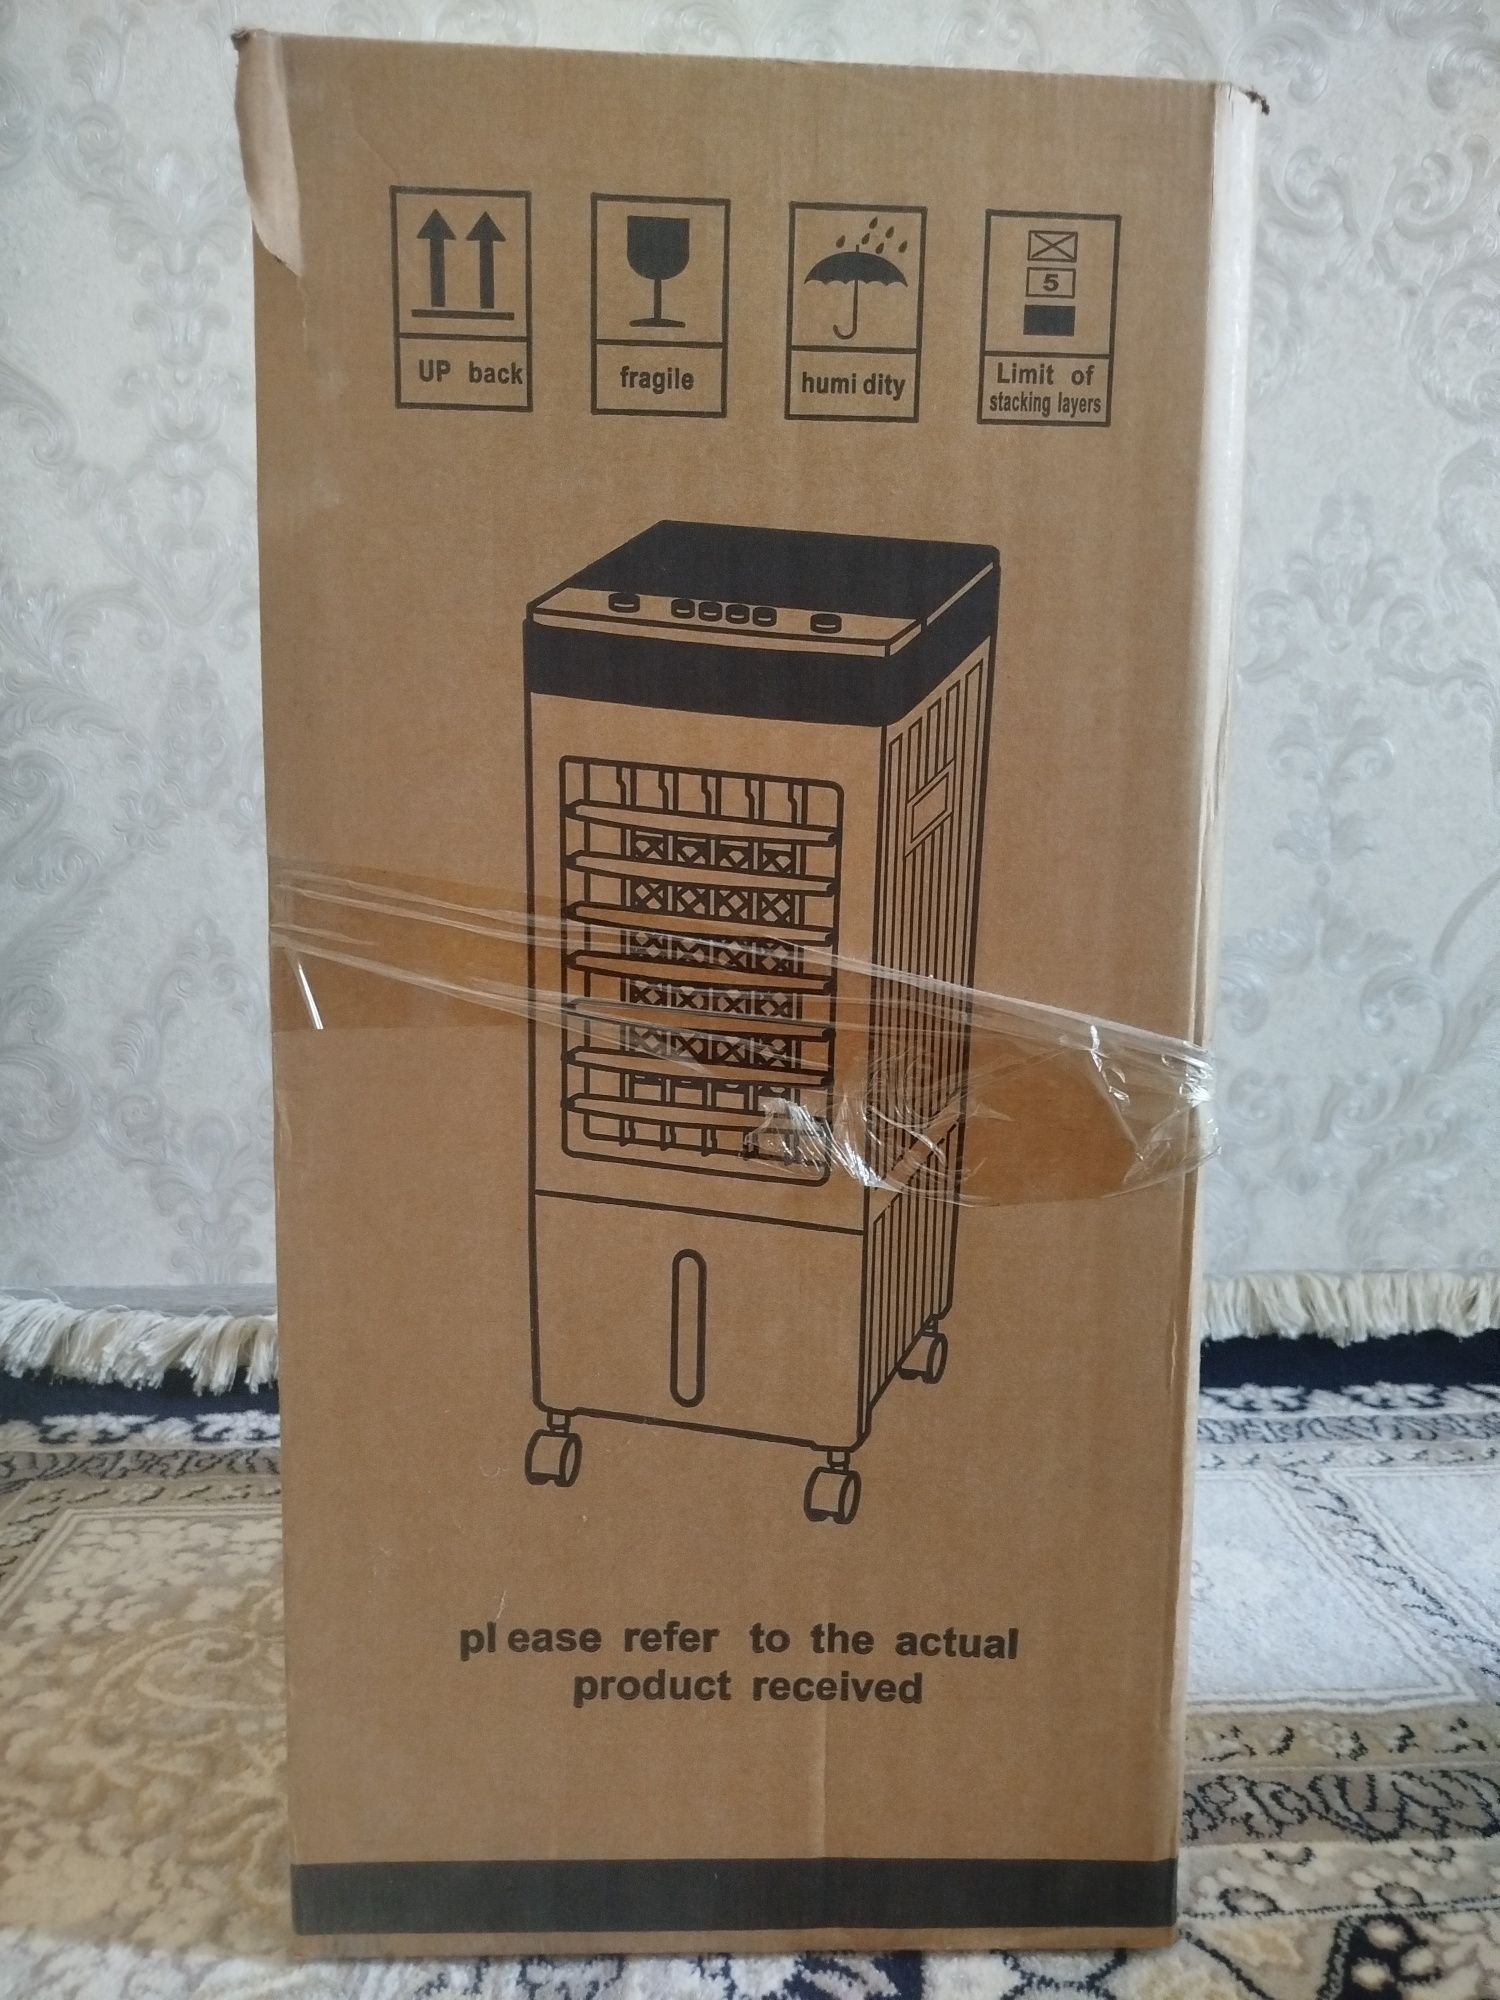 UP back
fragile
humi dity
5
Limit of
stacking layers
pl ease refer to the actual
product received